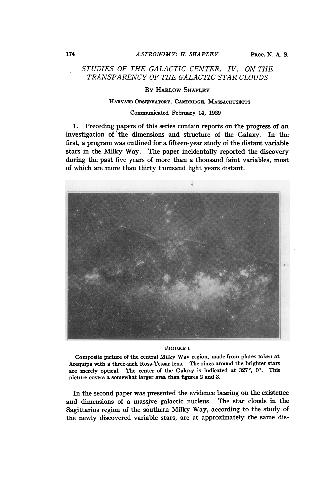 174 ASTRONOMY: H. SHAPLEY PROC. N. A. S.
STUDIES OF THE GALACTIC CENTER. IV. ON THE
TRANSPARENCY OF THE GALACTIC STAR CLOUDS
BY HARLOW SHAPLEY
HARVARD OBSERVATORY, CAMBRIDGE, MASSACHUSETTS
Communicated February 14, 1929
1. Preceding papers of this series contain reports on the progress of an
investigation of the dimensions and structure of the Galaxy. In the
first, a program was outlined for a fifteen-year study of the distant variable
stars in the Milky Way. The paper incidentally reported the discovery
during the past five years of more than a thousand faint variables, most
of which are more than thirty thousand light years distant.
FIGURE 1
Composite picture of the central Milky Way region, made from plates taken at
Arequipa with a three-inch Ross-Tessar lens. The rings around the brighter stars
are merely optical. The center of the Galaxy is indicated at 327°, 0°. This
picture covers a somewhat larger area than figures 2 and 3.
In the second paper was presented the evidence bearing on the existence
and dimensions of a massive galactic nucleus. The star clouds in the
Sagittarius region of the southern Milky Way, according to the study of
the newly discovered variable stars, are at approximately the same dis-